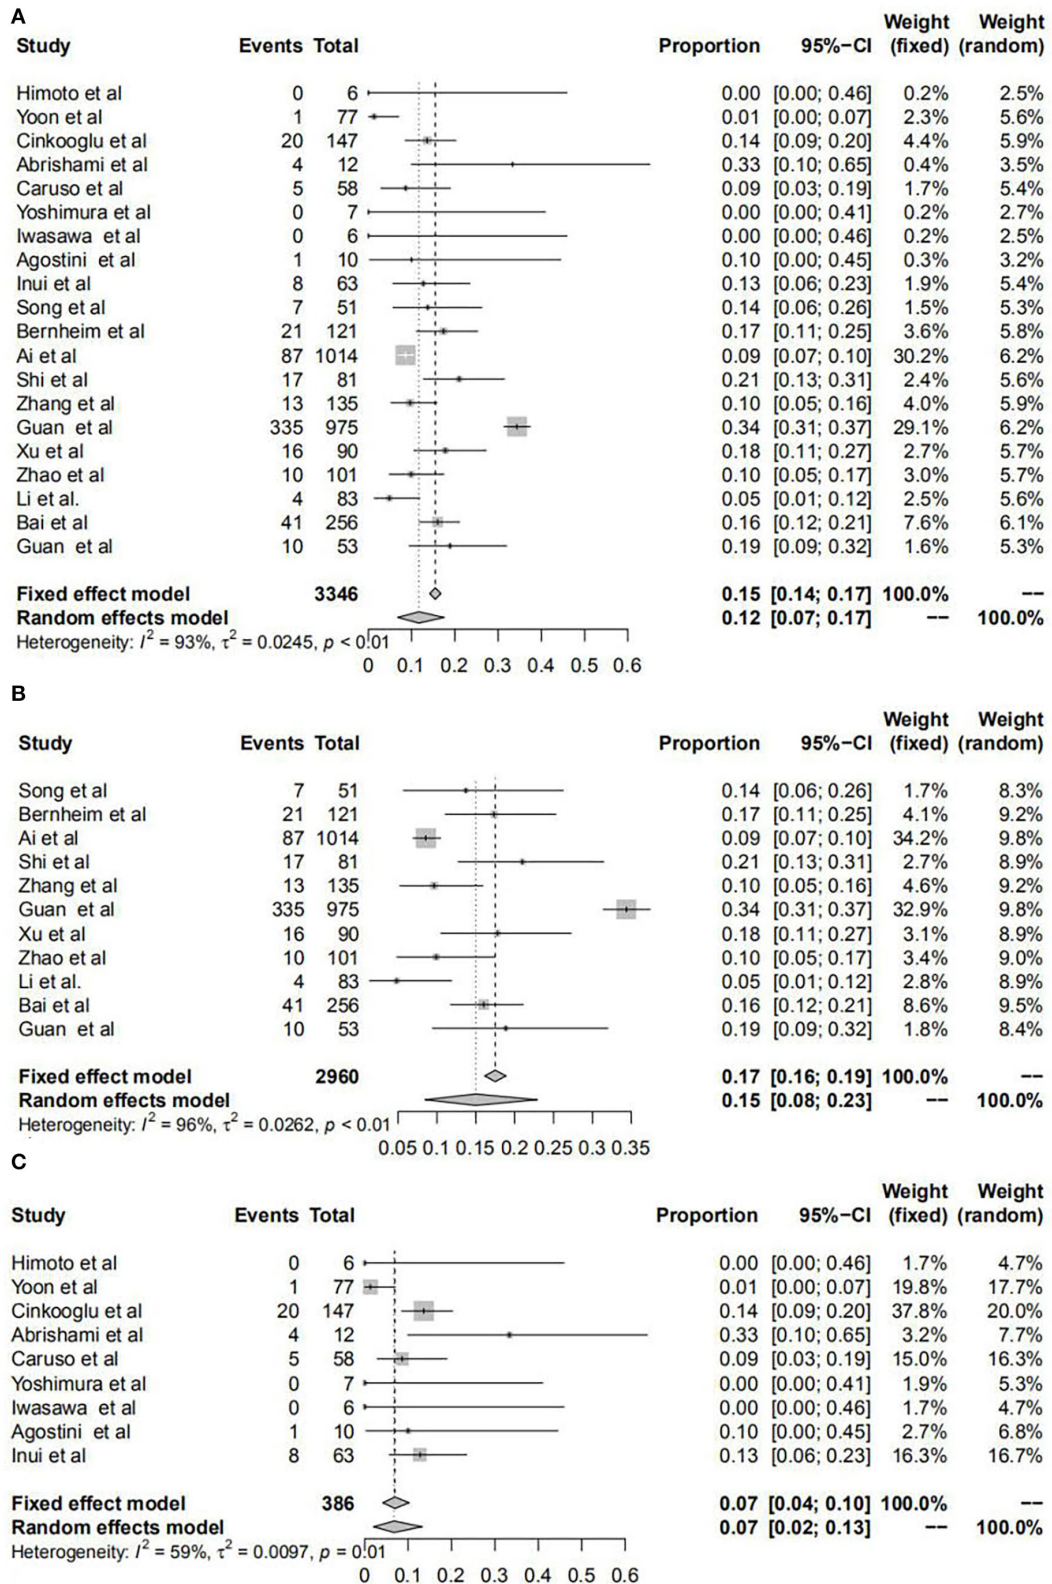 A
Weight Weight
Study Events Total Proportion 95%−CI (fixed) (random)
Himoto et al 0 6 0.00 [0.00; 0.46] 0.2% 2.5%
Yoon et al 1 77 0.01 [0.00; 0.07] 2.3% 5.6%
Cinkooglu et al 20 147 0.14 [0.09; 0.20] 4.4% 5.9%
Abrishami et al 4 12 0.33 [0.10; 0.65] 0.4% 3.5%
Caruso et al 5 58 0.09 [0.03; 0.19] 1.7% 5.4%
Yoshimura et al 0 7 0.00 [0.00; 0.41] 0.2% 2.7%
Iwasawa et al 0 6 0.00 [0.00; 0.46] 0.2% 2.5%
Agostini et al 1 10 0.10 [0.00; 0.45] 0.3% 3.2%
Inui et al 8 63 0.13 [0.06; 0.23] 1.9% 5.4%
Song et al 7 51 0.14 [0.06; 0.26] 1.5% 5.3%
Bernheim et al 21 121 0.17 [0.11; 0.25] 3.6% 5.8%
Ai et al 87 1014 0.09 [0.07; 0.10] 30.2% 6.2%
Shi et al 17 81 0.21 [0.13; 0.31] 2.4% 5.6%
Zhang et al 13 135 0.10 [0.05; 0.16] 4.0% 5.9%
Guan et al 335 975 0.34 [0.31; 0.37] 29.1% 6.2%
Xu et al 16 90 0.18 [0.11; 0.27] 2.7% 5.7%
Zhao et al 10 101 0.10 [0.05; 0.17] 3.0% 5.7%
Li et al. 4 83 0.05 [0.01; 0.12] 2.5% 5.6%
Bai et al 41 256 0.16 [0.12; 0.21] 7.6% 6.1%
Guan et al 10 53 0.19 [0.09; 0.32] 1.6% 5.3%
Fixed effect model 3346 0.15 [0.14; 0.17] 100.0% −−
Random effects model 0.12 [0.07; 0.17] −− 100.0%
Heterogeneity: I² = 93%, τ² = 0.0245, p < 0.01
0 0.1 0.2 0.3 0.4 0.5 0.6
B
Weight Weight
Study Events Total Proportion 95%−CI (fixed) (random)
Song et al 7 51 0.14 [0.06; 0.26] 1.7% 8.3%
Bernheim et al 21 121 0.17 [0.11; 0.25] 4.1% 9.2%
Ai et al 87 1014 0.09 [0.07; 0.10] 34.2% 9.8%
Shi et al 17 81 0.21 [0.13; 0.31] 2.7% 8.9%
Zhang et al 13 135 0.10 [0.05; 0.16] 4.6% 9.2%
Guan et al 335 975 0.34 [0.31; 0.37] 32.9% 9.8%
Xu et al 16 90 0.18 [0.11; 0.27] 3.1% 8.9%
Zhao et al 10 101 0.10 [0.05; 0.17] 3.4% 9.0%
Li et al. 4 83 0.05 [0.01; 0.12] 2.8% 8.9%
Bai et al 41 256 0.16 [0.12; 0.21] 8.6% 9.5%
Guan et al 10 53 0.19 [0.09; 0.32] 1.8% 8.4%
Fixed effect model 2960 0.17 [0.16; 0.19] 100.0% −−
Random effects model 0.15 [0.08; 0.23] −− 100.0%
Heterogeneity: I² = 96%, τ² = 0.0262, p < 0.01
0.05 0.1 0.15 0.2 0.25 0.3 0.35
C
Weight Weight
Study Events Total Proportion 95%−CI (fixed) (random)
Himoto et al 0 6 0.00 [0.00; 0.46] 1.7% 4.7%
Yoon et al 1 77 0.01 [0.00; 0.07] 19.8% 17.7%
Cinkooglu et al 20 147 0.14 [0.09; 0.20] 37.8% 20.0%
Abrishami et al 4 12 0.33 [0.10; 0.65] 3.2% 7.7%
Caruso et al 5 58 0.09 [0.03; 0.19] 15.0% 16.3%
Yoshimura et al 0 7 0.00 [0.00; 0.41] 1.9% 5.3%
Iwasawa et al 0 6 0.00 [0.00; 0.46] 1.7% 4.7%
Agostini et al 1 10 0.10 [0.00; 0.45] 2.7% 6.8%
Inui et al 8 63 0.13 [0.06; 0.23] 16.3% 16.7%
Fixed effect model 386 0.07 [0.04; 0.10] 100.0% −−
Random effects model 0.07 [0.02; 0.13] −− 100.0%
Heterogeneity: I² = 59%, τ² = 0.0097, p = 0.01
0 0.1 0.2 0.3 0.4 0.5 0.6